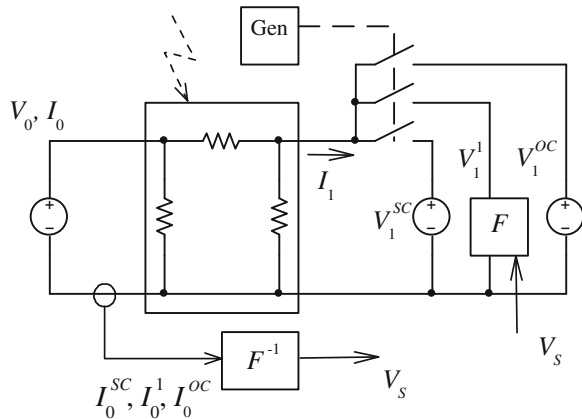 Gen
V_0, I_0
I_1
V_1^{SC}
V_1^1
V_1^{OC}
+
−
+
−
+
−
F
F^{-1}
V_S
V_S
I_0^{SC}, I_0^1, I_0^{OC}